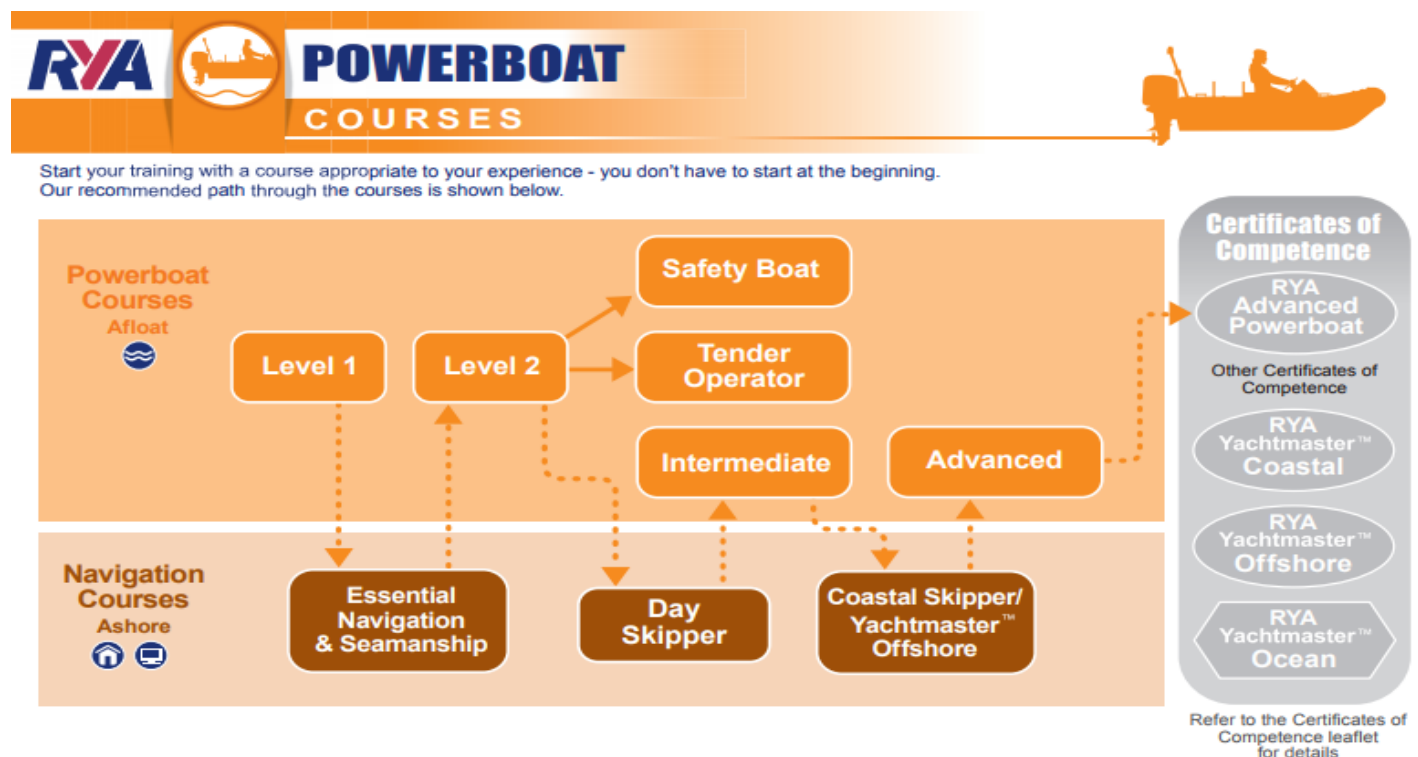 RYA
POWERBOAT
COURSES
Start your training with a course appropriate to your experience - you don't have to start at the beginning.
Our recommended path through the courses is shown below.
Powerboat
Courses
Afloat
Level 1
Level 2
Safety Boat
Tender
Operator
Intermediate
Advanced
Navigation
Courses
Ashore
Essential
Navigation
& Seamanship
Day
Skipper
Coastal Skipper/
Yachtmaster™
Offshore
Certificates of
Competence
RYA
Advanced
Powerboat
Other Certificates of
Competence
RYA
Yachtmaster™
Coastal
RYA
Yachtmaster™
Offshore
RYA
Yachtmaster™
Ocean
Refer to the Certificates of
Competence leaflet
for details